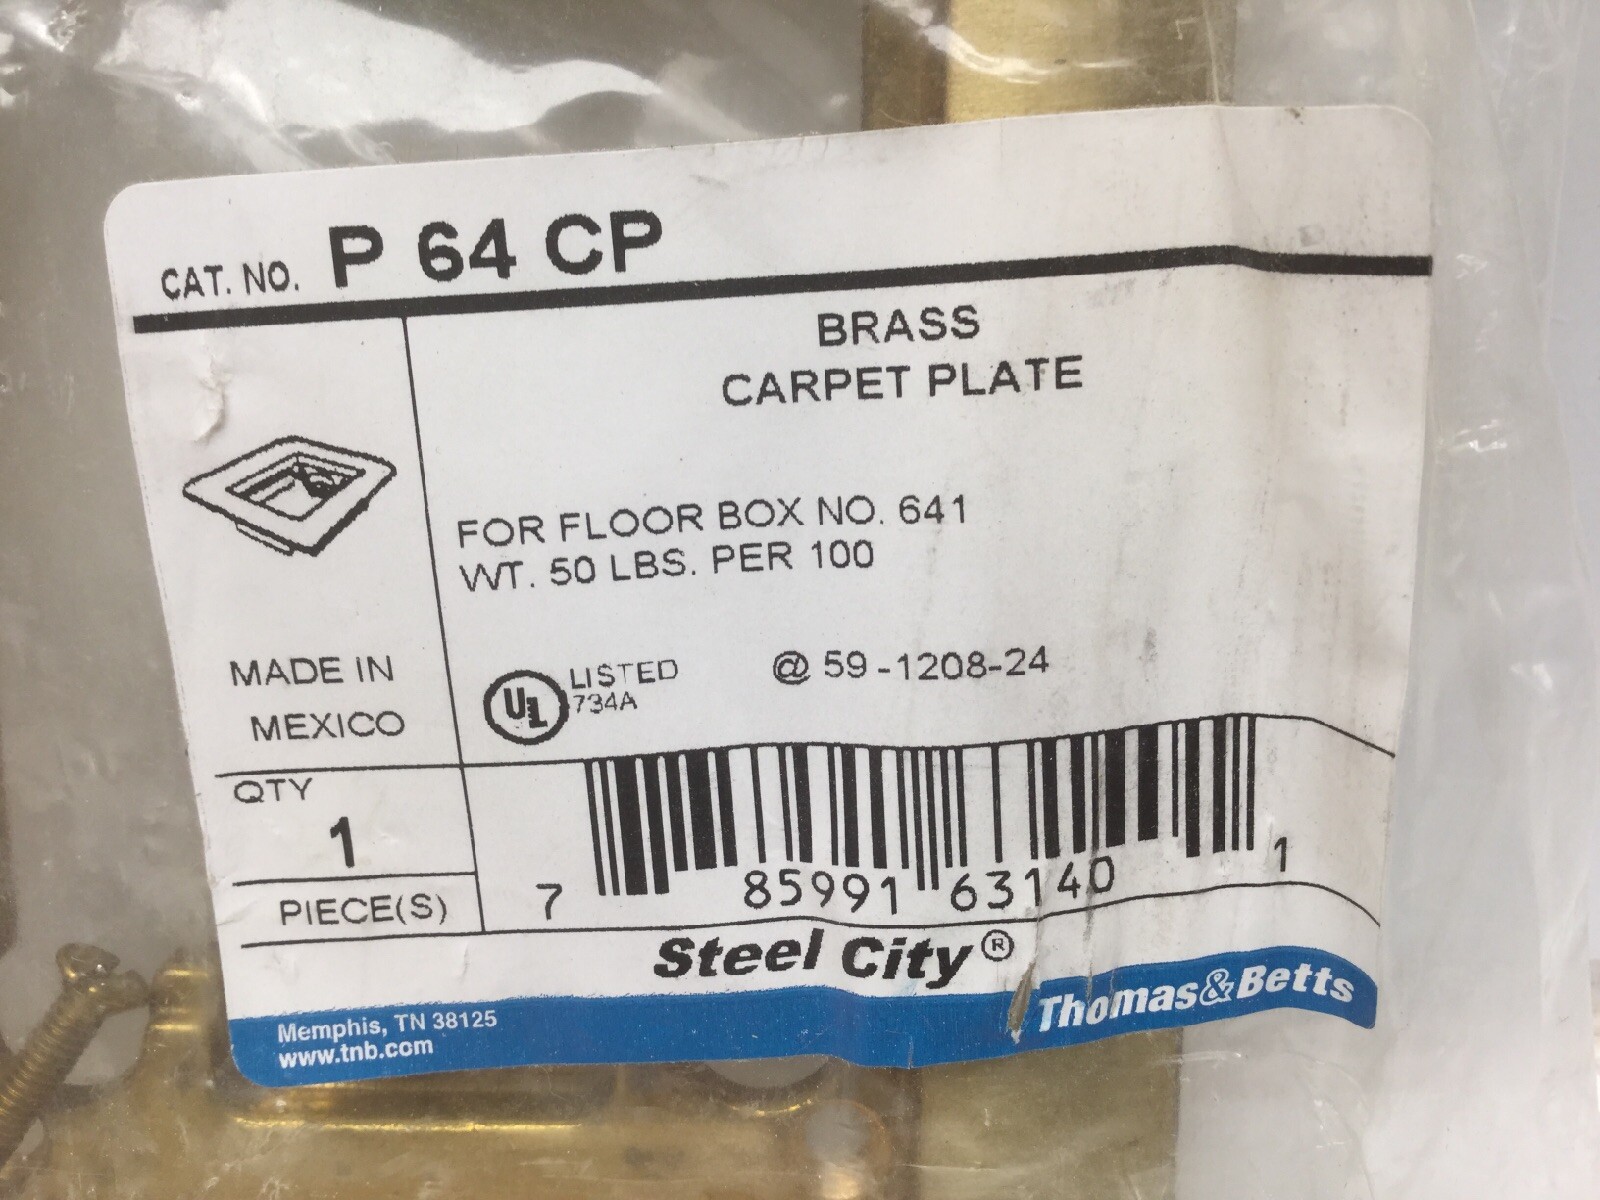 CAT. NO. P 64 CP
BRASS
CARPET PLATE
FOR FLOOR BOX NO. 641
WT. 50 LBS. PER 100
MADE IN
MEXICO
UL LISTED
734A
@ 59-1208-24
QTY
1
PIECE(S)
7 85991 63140 1
Steel City®
Thomas&Betts
Memphis, TN 38125
www.tnb.com